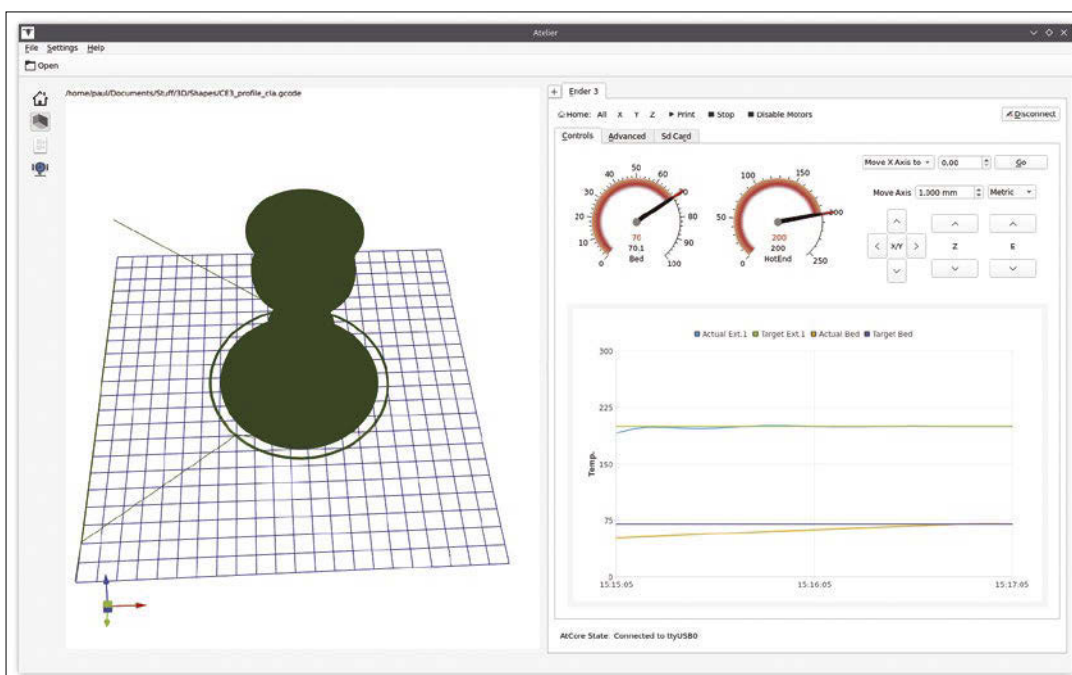 Atelier
File Settings Help
Open
/home/paul/Documents/Stuff/3D/Shapes/CE3_profile_cla.gcode
+ Ender 3
Home: All X Y Z Print Stop Disable Motors Disconnect
Controls Advanced Sd Card
Move X Axis to 0.00 Go
Move Axis 1.000 mm Metric
0 10 20 30 40 50 60 70 80 90 100
70
70.1
Bed
0 50 100 150 200 250
200
200
HotEnd
X/Y Z E
Actual Ext.1 Target Ext.1 Actual Bed Target Bed
300
225
150
75
0
Temp.
15:15:05 15:16:05 15:17:05
AtCore State: Connected to ttyUSB0